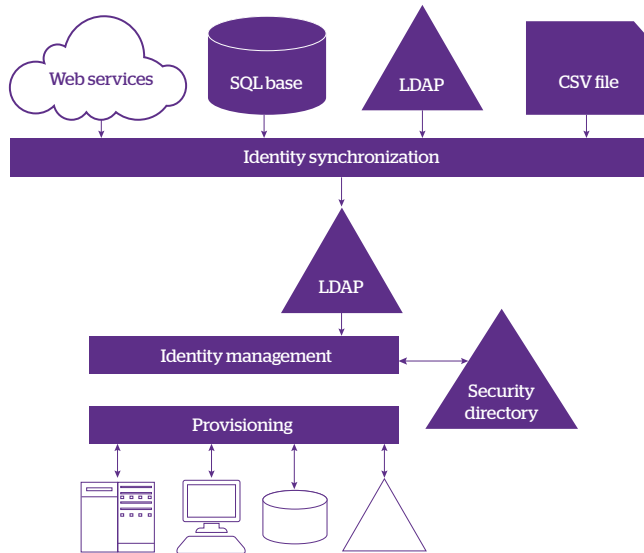 Web services
SQL base
LDAP
CSV file
Identity synchronization
LDAP
Identity management
Security
directory
Provisioning